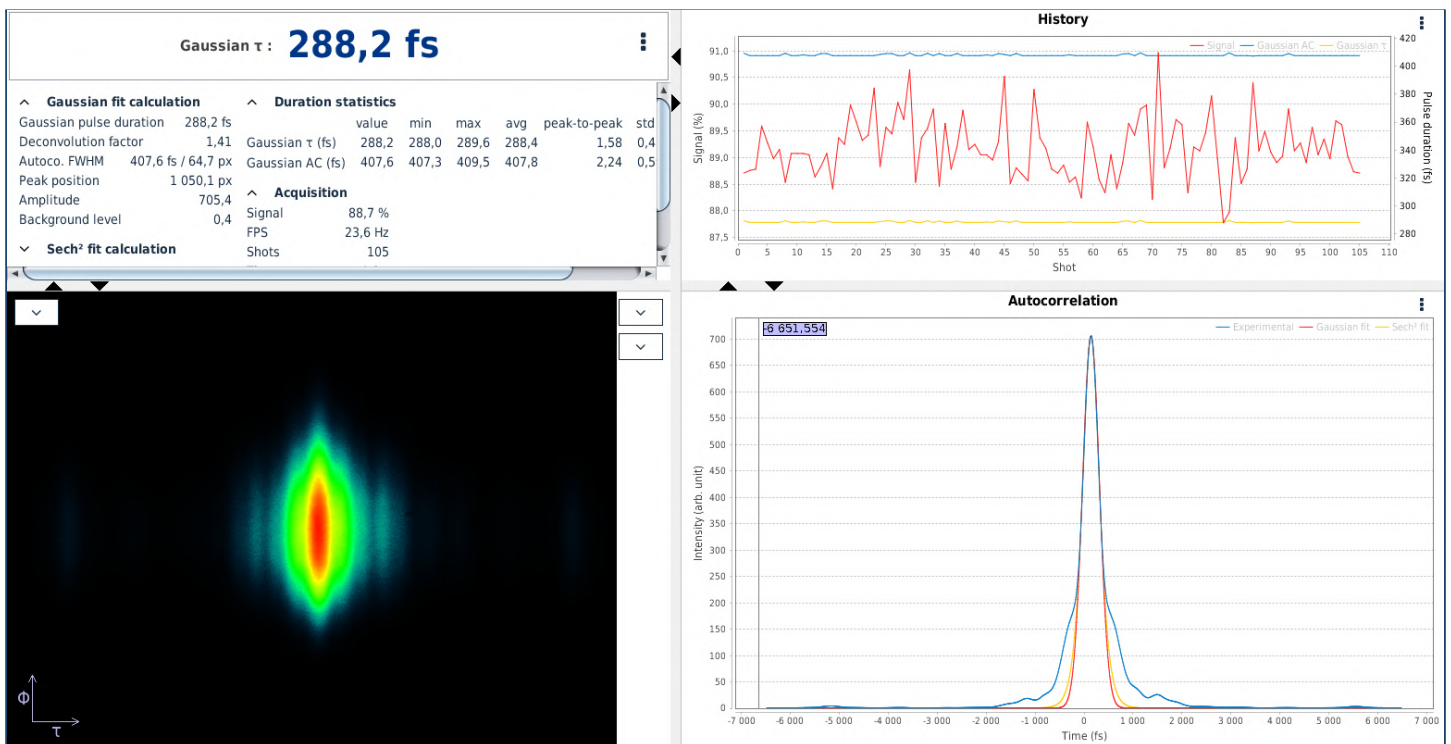 Gaussian τ : 288,2 fs
Gaussian fit calculation
Gaussian pulse duration 288,2 fs
Deconvolution factor 1,41
Autoco. FWHM 407,6 fs / 64,7 px
Peak position 1 050,1 px
Amplitude 705,4
Background level 0,4
Sech² fit calculation
Duration statistics
value min max avg peak-to-peak std
Gaussian τ (fs) 288,2 288,0 289,6 288,4 1,58 0,4
Gaussian AC (fs) 407,6 407,3 409,5 407,8 2,24 0,5
Acquisition
Signal 88,7 %
FPS 23,6 Hz
Shots 105
History
Signal Gaussian AC Gaussian τ
Signal (%)
91,0
90,5
90,0
89,5
89,0
88,5
88,0
87,5
420
400
380
360
340
320
300
280
Pulse duration (fs)
0 5 10 15 20 25 30 35 40 45 50 55 60 65 70 75 80 85 90 95 100 105 110
Shot
Φ
τ
Autocorrelation
-6 651,554
Experimental Gaussian fit Sech² fit
Intensity (arb. unit)
700
650
600
550
500
450
400
350
300
250
200
150
100
50
0
-7 000 -6 000 -5 000 -4 000 -3 000 -2 000 -1 000 0 1 000 2 000 3 000 4 000 5 000 6 000 7 000
Time (fs)